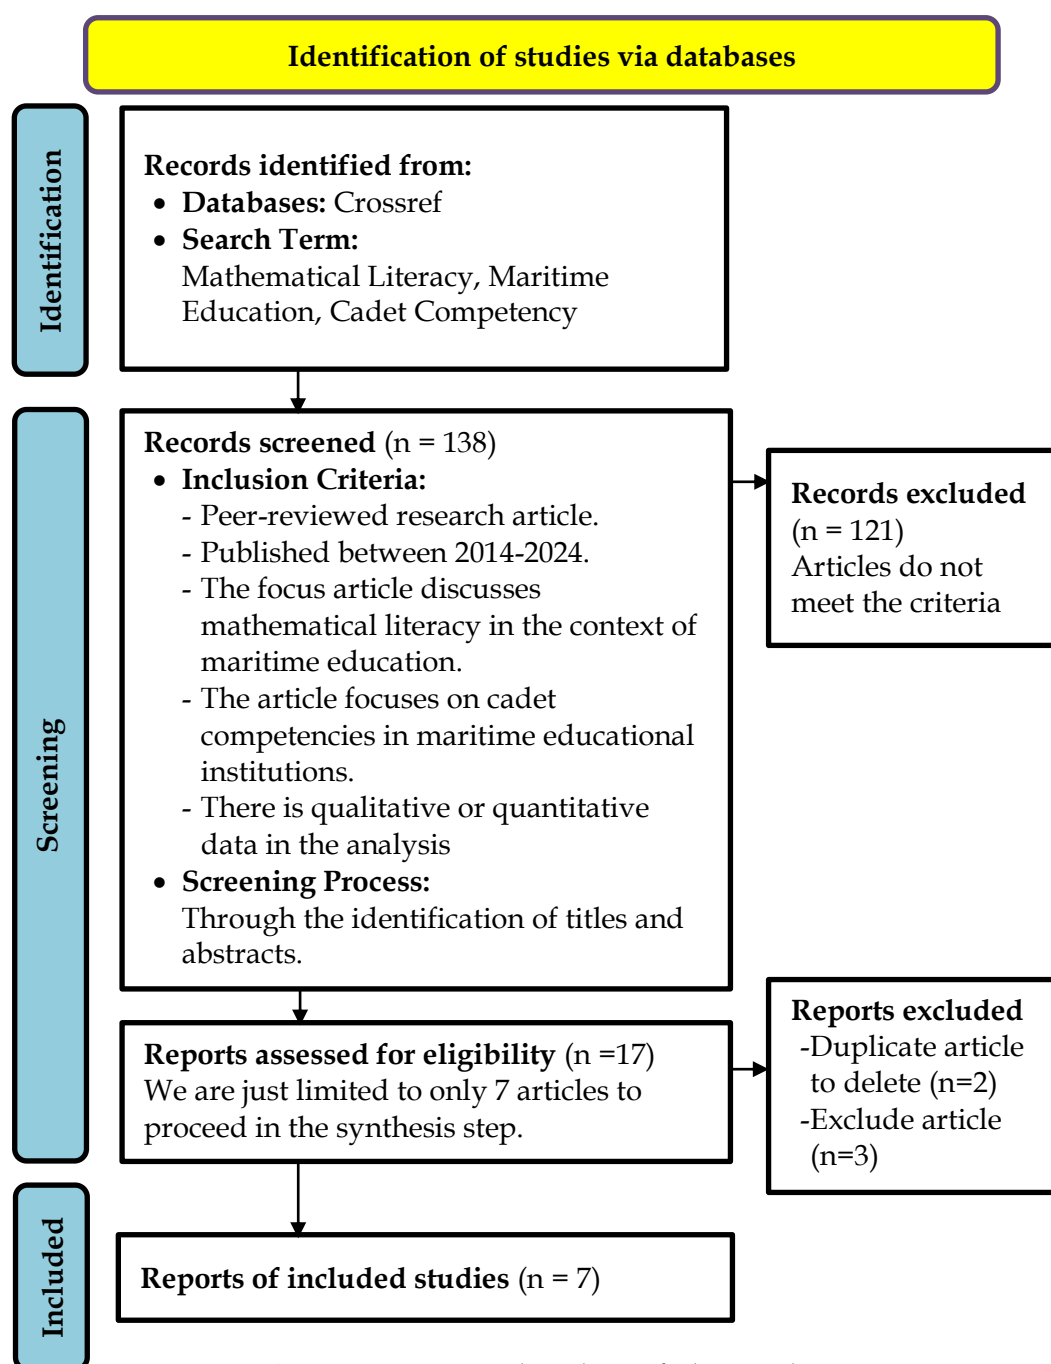 Identification of studies via databases
Identification
Records identified from:
• Databases: Crossref
• Search Term:
Mathematical Literacy, Maritime
Education, Cadet Competency
Screening
Records screened (n = 138)
• Inclusion Criteria:
- Peer-reviewed research article.
- Published between 2014-2024.
- The focus article discusses
mathematical literacy in the context of
maritime education.
- The article focuses on cadet
competencies in maritime educational
institutions.
- There is qualitative or quantitative
data in the analysis
• Screening Process:
Through the identification of titles and
abstracts.
Records excluded
(n = 121)
Articles do not
meet the criteria
Reports assessed for eligibility (n =17)
We are just limited to only 7 articles to
proceed in the synthesis step.
Reports excluded
-Duplicate article
to delete (n=2)
-Exclude article
(n=3)
Included
Reports of included studies (n = 7)